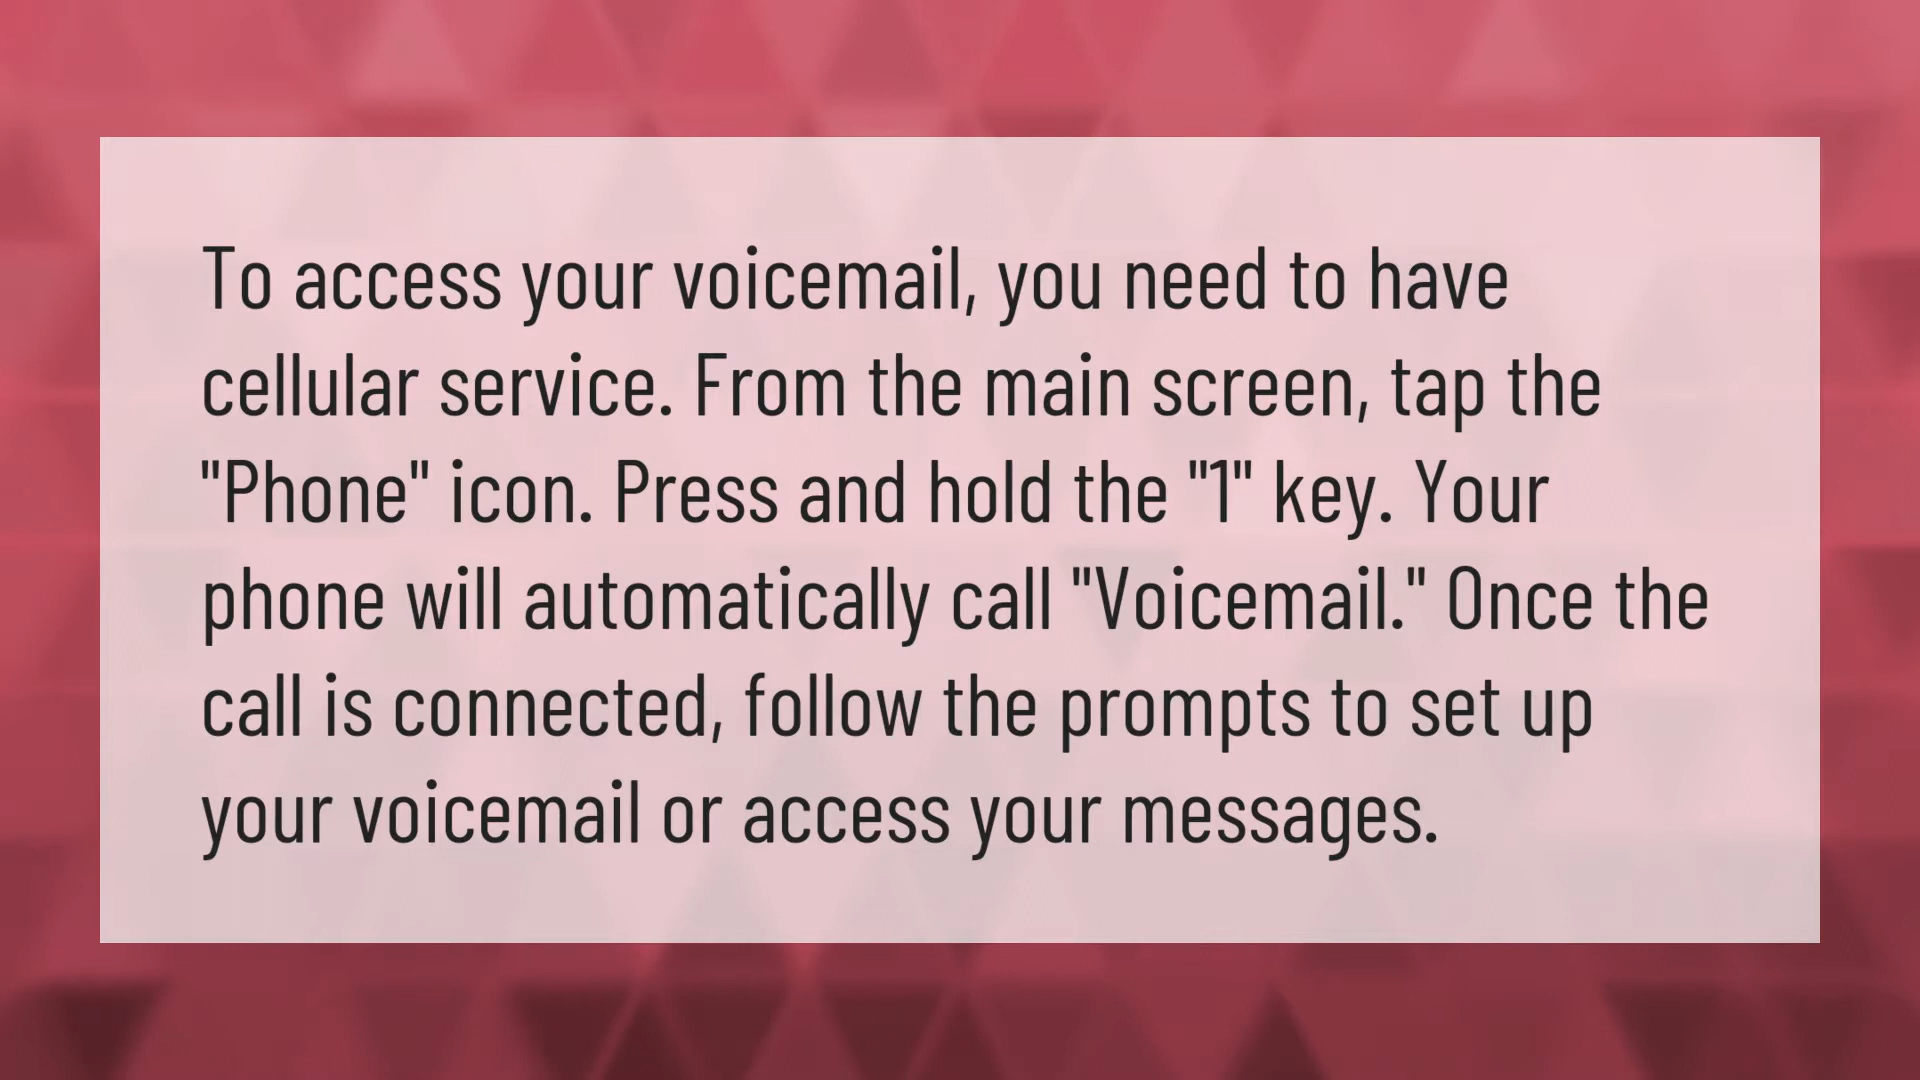 To access your voicemail, you need to have
cellular service. From the main screen, tap the
"Phone" icon. Press and hold the "1" key. Your
phone will automatically call "Voicemail." Once the
call is connected, follow the prompts to set up
your voicemail or access your messages.